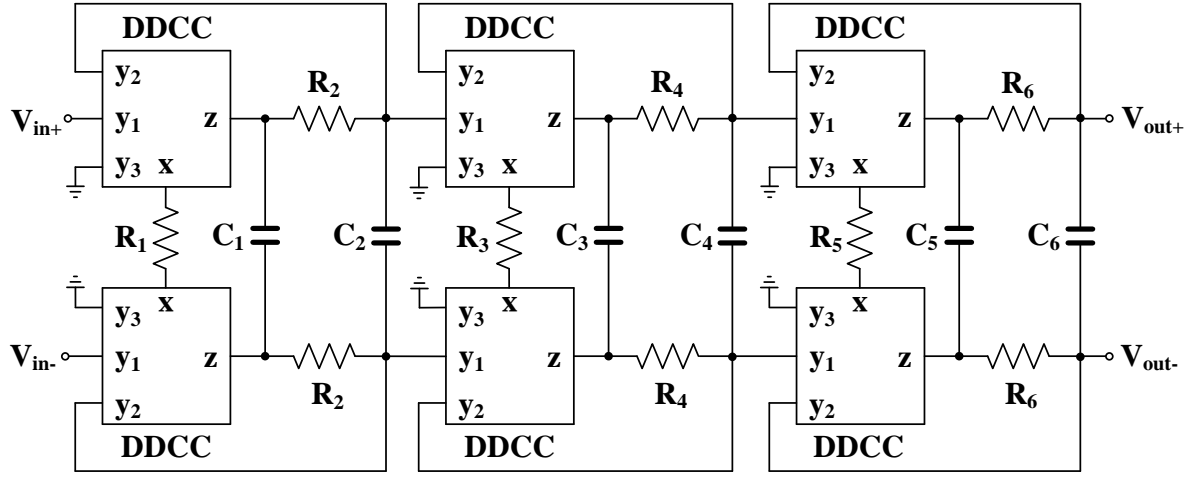 DDCC DDCC DDCC
y₂ R₂ y₂ R₄ y₂ R₆
Vin+ y₁ z y₁ z y₁ z Vout+
y₃ x y₃ x y₃ x
R₁ C₁ C₂ R₃ C₃ C₄ R₅ C₅ C₆
y₃ x y₃ x y₃ x
Vin- y₁ z y₁ z y₁ z Vout-
y₂ R₂ y₂ R₄ y₂ R₆
DDCC DDCC DDCC